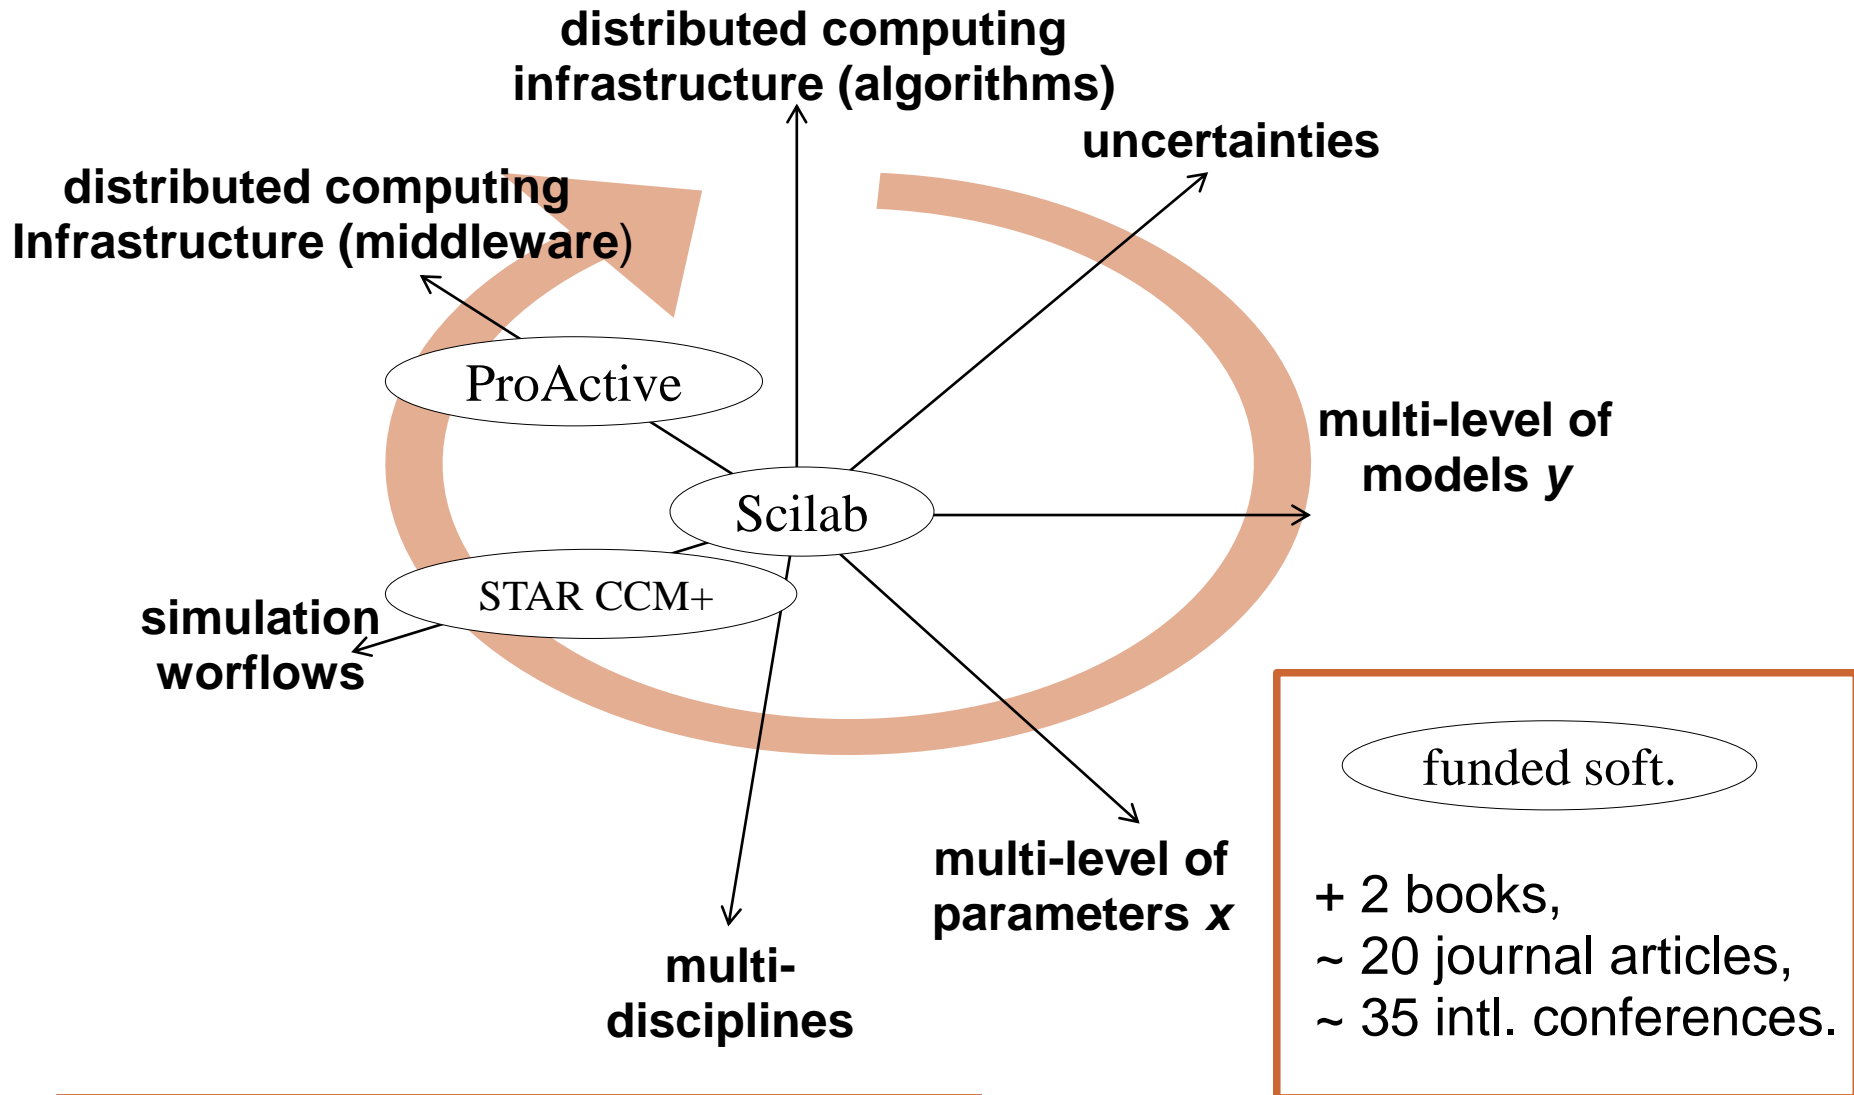 distributed computing
infrastructure (algorithms)
uncertainties
distributed computing
Infrastructure (middleware)
ProActive
multi-level of
models y
Scilab
STAR CCM+
simulation
worflows
multi-level of
parameters x
multi-
disciplines
funded soft.
+ 2 books,
~ 20 journal articles,
~ 35 intl. conferences.